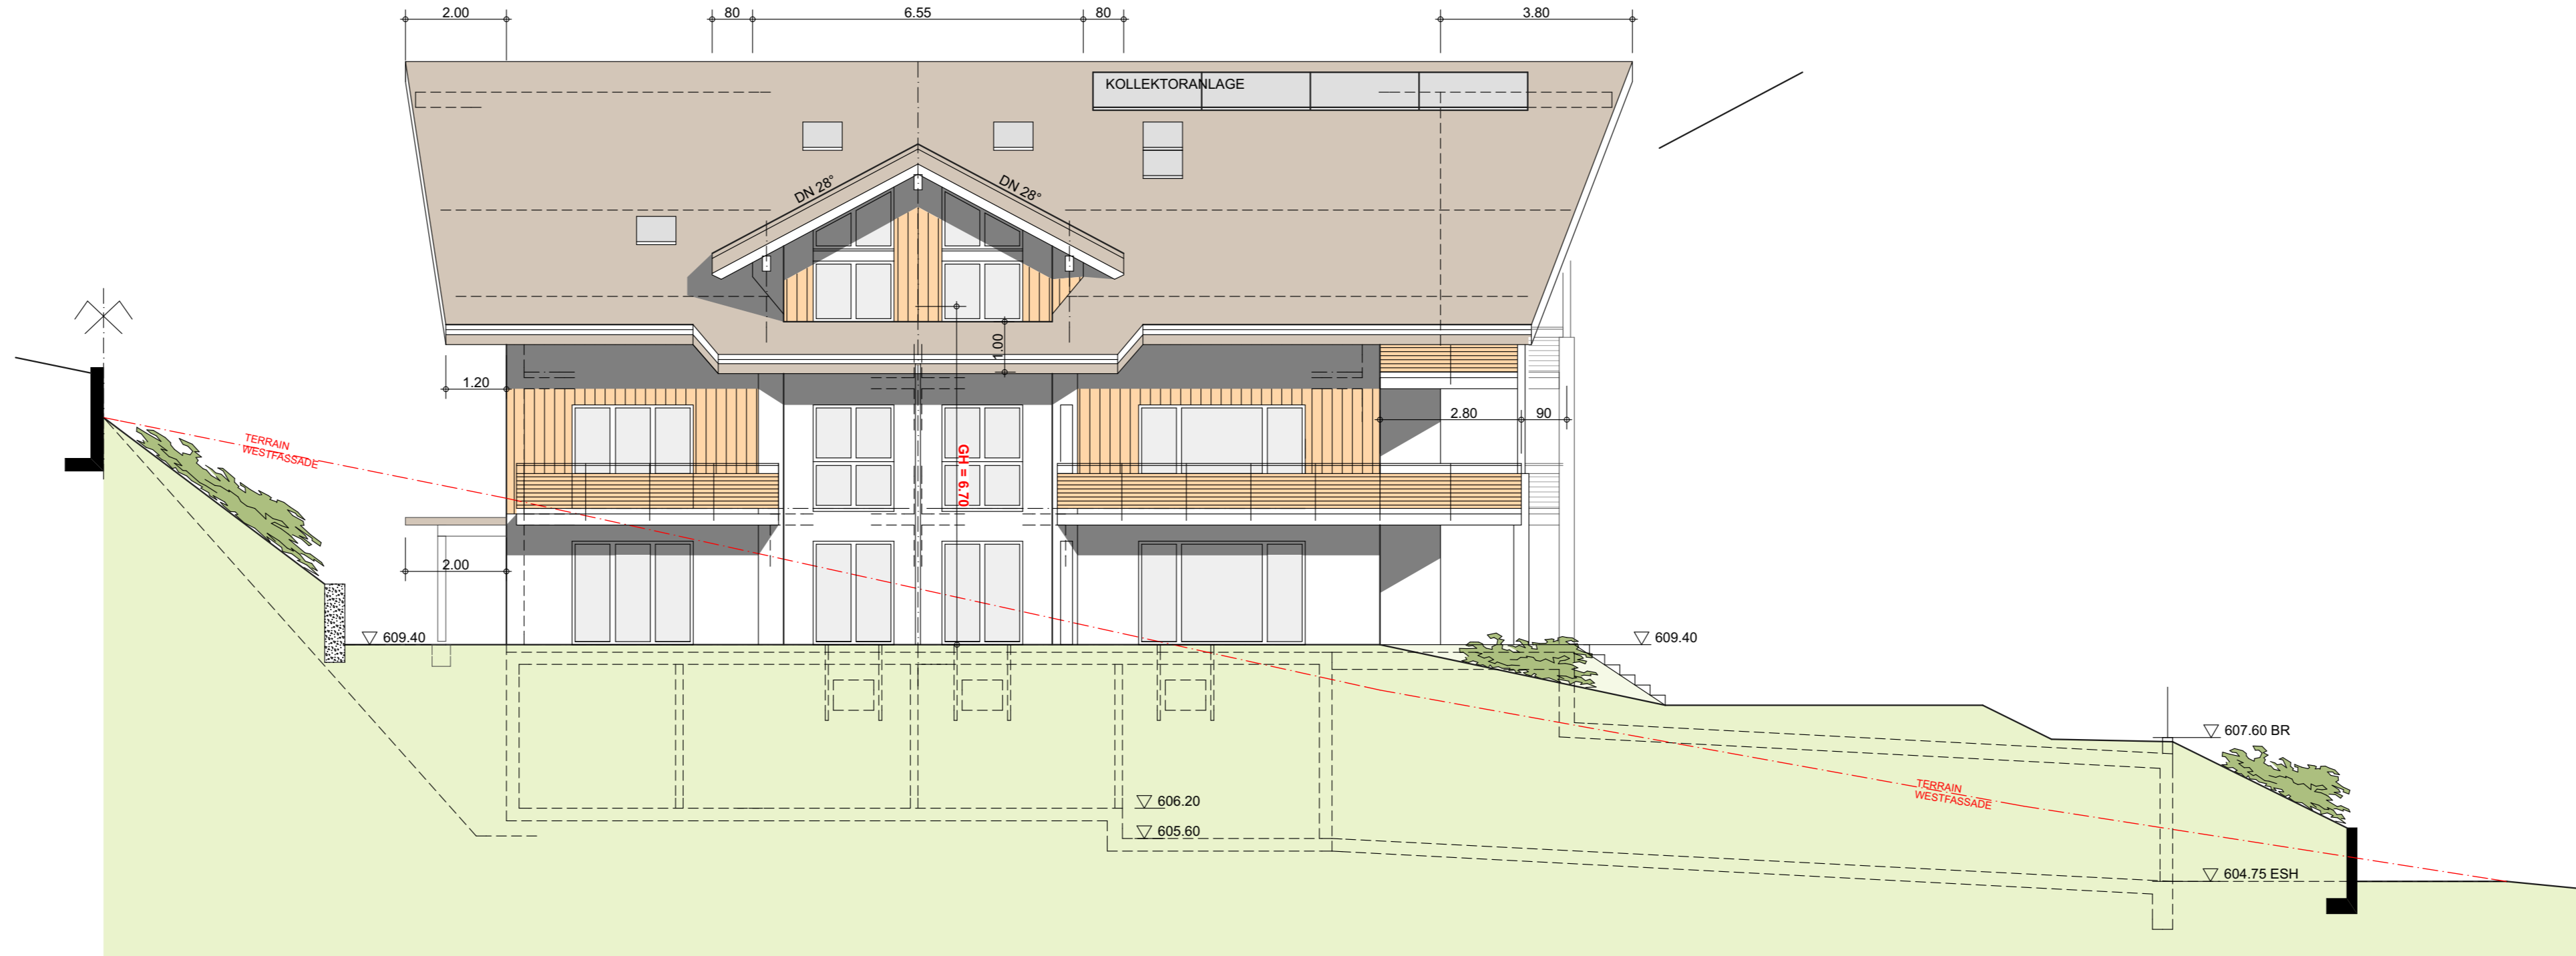 2.00
80
6.55
80
3.80
KOLLEKTORANLAGE
DN 28°
DN 28°
1.00
1.20
2.80
90
TERRAIN
WESTFASSADE
GH = 6.70
2.00
609.40
609.40
607.60 BR
606.20
605.60
TERRAIN
WESTFASSADE
604.75 ESH